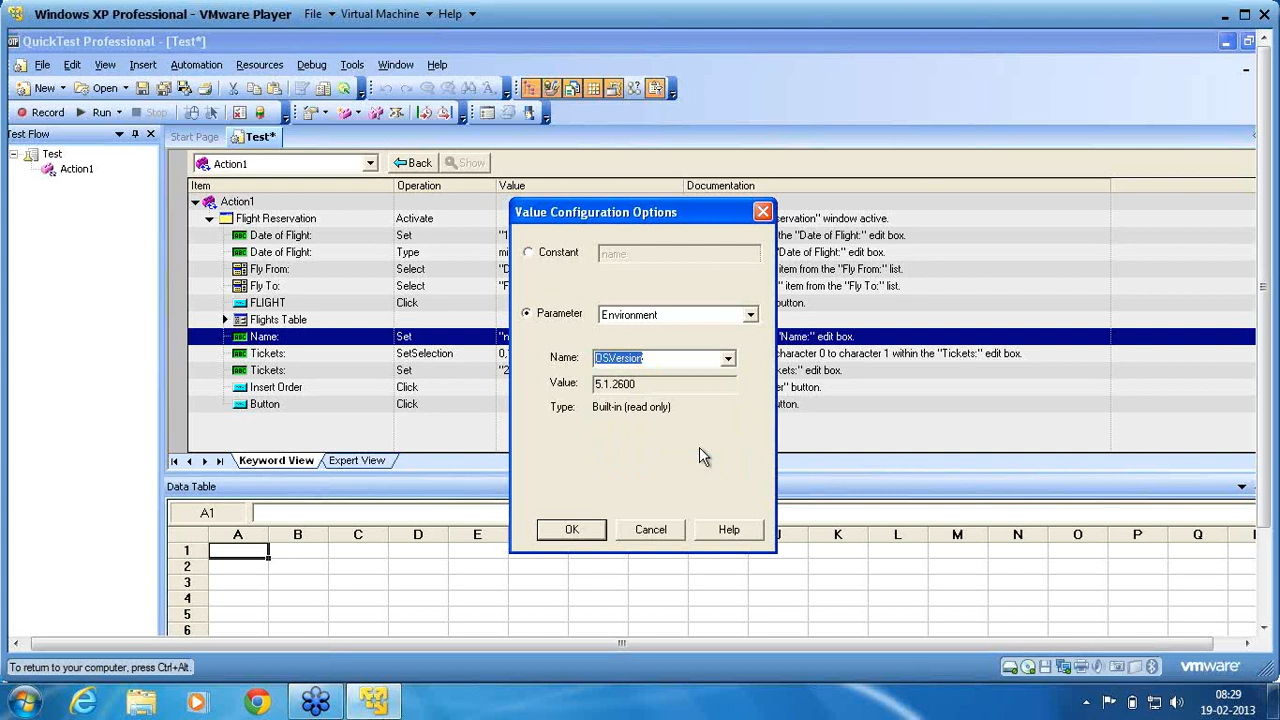 Windows XP Professional - VMware Player File Virtual Machine Help
QuickTest Professional - [Test*]
File Edit View Insert Automation Resources Debug Tools Window Help
New Open
Record Run Stop
Test Flow
Start Page Test*
Test
Action1
Action1 Back Show
Item Operation Value Documentation
Action1
Flight Reservation Activate ervation" window active.
Date of Flight: Set "1 the "Date of Flight:" edit box.
Date of Flight: Type mi "Date of Flight:" edit box.
Fly From: Select "D item from the "Fly From:" list.
Fly To: Select "F item from the "Fly To:" list.
FLIGHT Click button.
Flights Table
Name: Set "n "Name:" edit box.
Tickets: SetSelection 0, character 0 to character 1 within the "Tickets:" edit box.
Tickets: Set "2 kets:" edit box.
Insert Order Click er" button.
Button Click tton.
Keyword View Expert View
Value Configuration Options
Constant name
Parameter Environment
Name: OSVersion
Value: 5.1.2600
Type: Built-in (read only)
OK Cancel Help
Data Table
A1
A B C D E J K L M N O P Q
1
2
3
4
5
6
To return to your computer, press Ctrl+Alt.
vmware
08:29
19-02-2013